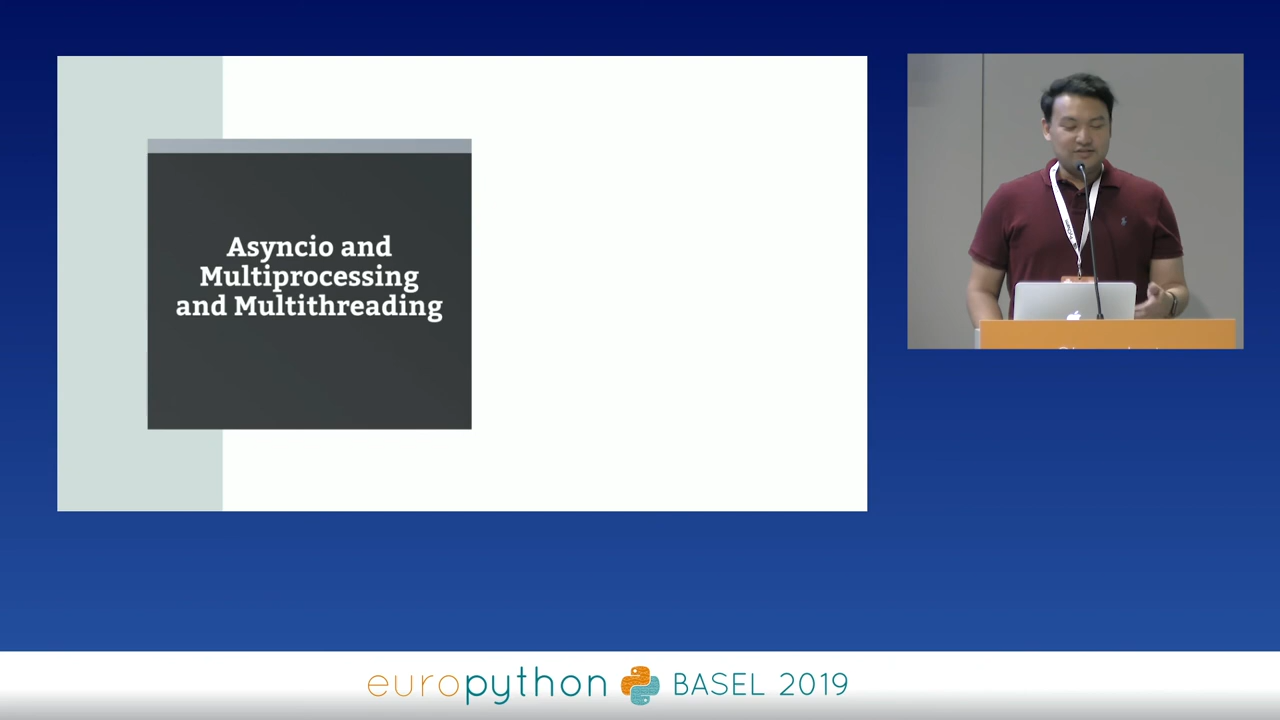 Asyncio and
Multiprocessing
and Multithreading
europython BASEL 2019